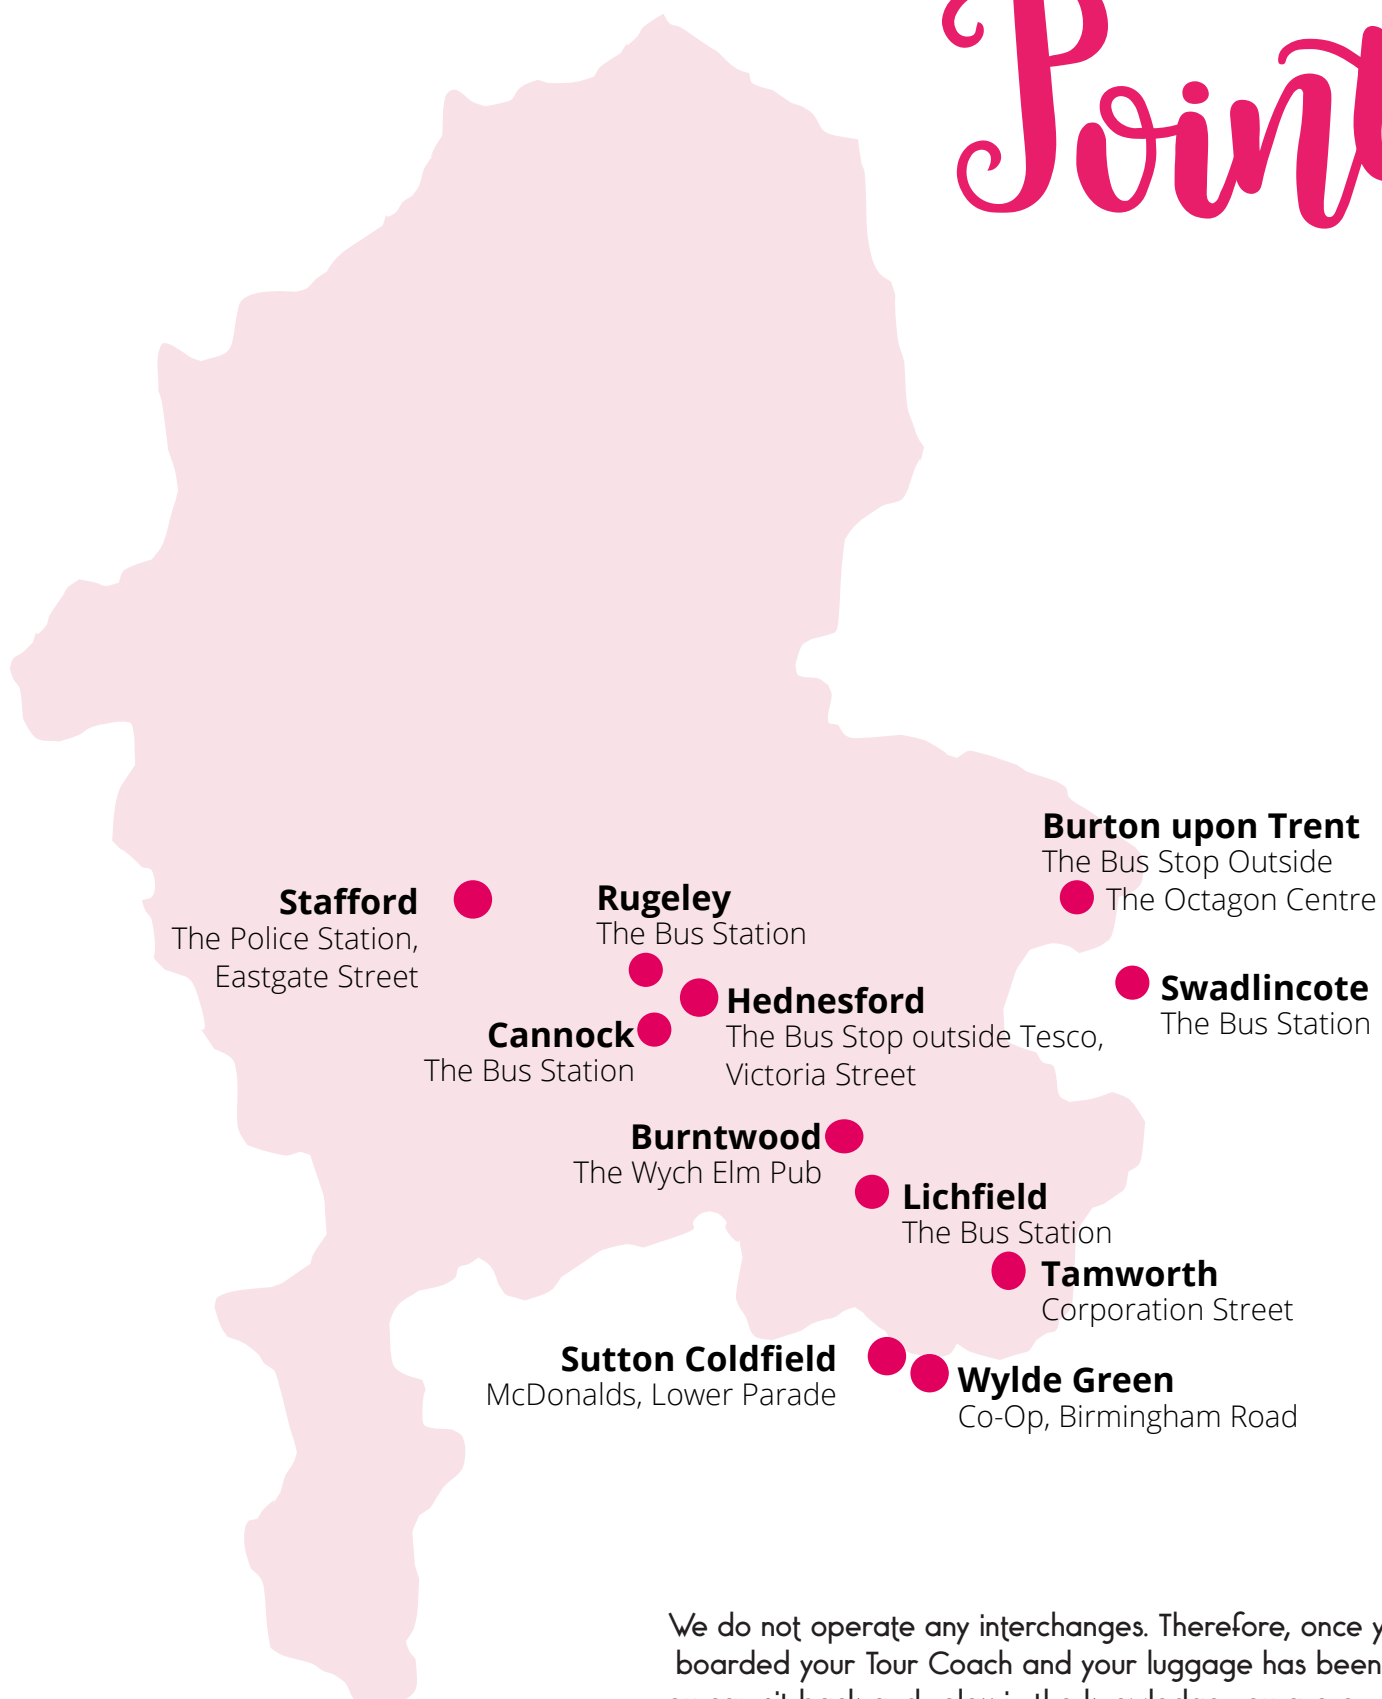 Point
Burton upon Trent
The Bus Stop Outside
The Octagon Centre
Stafford
The Police Station,
Eastgate Street
Rugeley
The Bus Station
Swadlincote
The Bus Station
Hednesford
The Bus Stop outside Tesco,
Victoria Street
Cannock
The Bus Station
Burntwood
The Wych Elm Pub
Lichfield
The Bus Station
Tamworth
Corporation Street
Sutton Coldfield
McDonalds, Lower Parade
Wylde Green
Co-Op, Birmingham Road
We do not operate any interchanges. Therefore, once
boarded your Tour Coach and your luggage has been